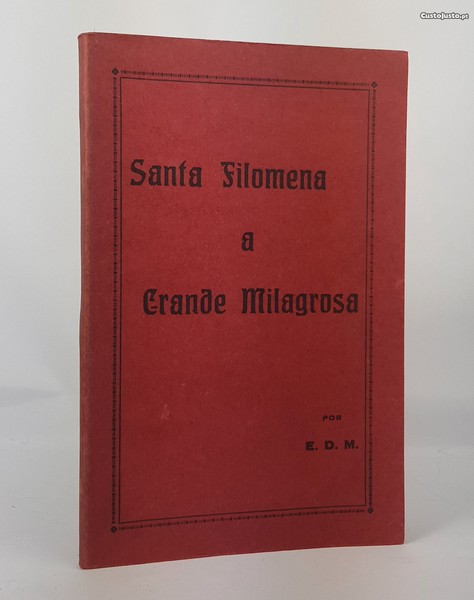 CustoJusto.pt
Santa Filomena
a
Grande Milagrosa
POR
E. D. M.